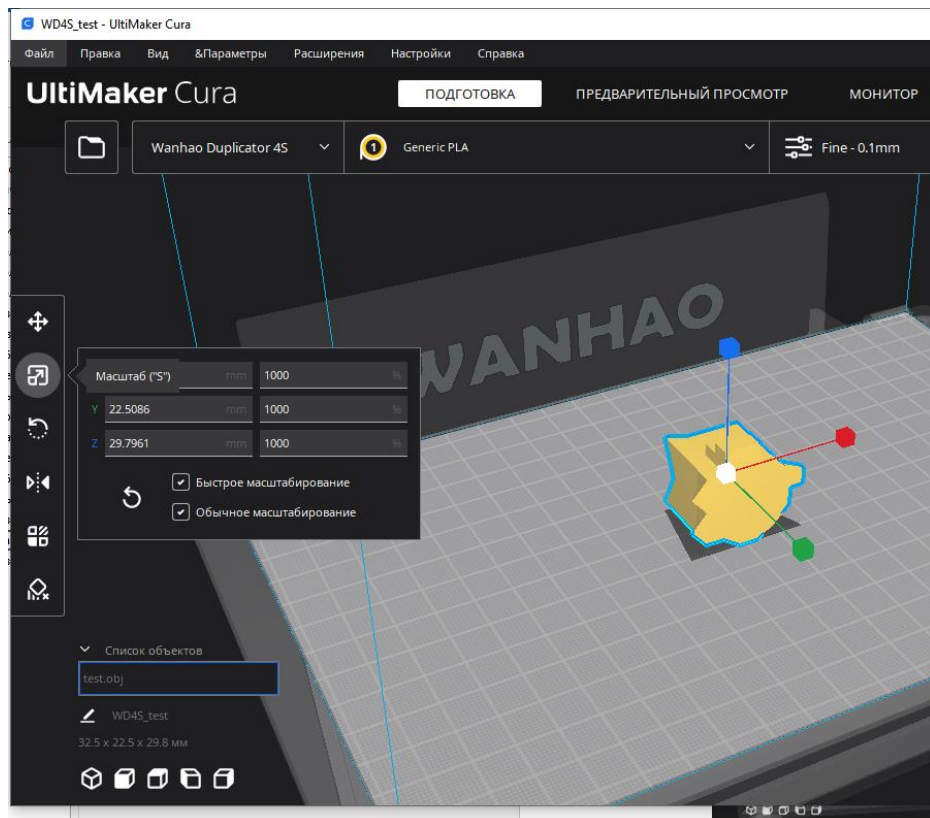 WD4S_test - UltiMaker Cura
Файл Правка Вид &Параметры Расширения Настройки Справка
UltiMaker Cura ПОДГОТОВКА ПРЕДВАРИТЕЛЬНЫЙ ПРОСМОТР МОНИТОР
Wanhao Duplicator 4S 1 Generic PLA Fine - 0.1mm
WANHAO
Масштаб ("S") mm 1000 %
Y 22.5086 mm 1000 %
Z 29.7961 mm 1000 %
Быстрое масштабирование
Обычное масштабирование
Список объектов
test.obj
WD4S_test
32.5 x 22.5 x 29.8 мм